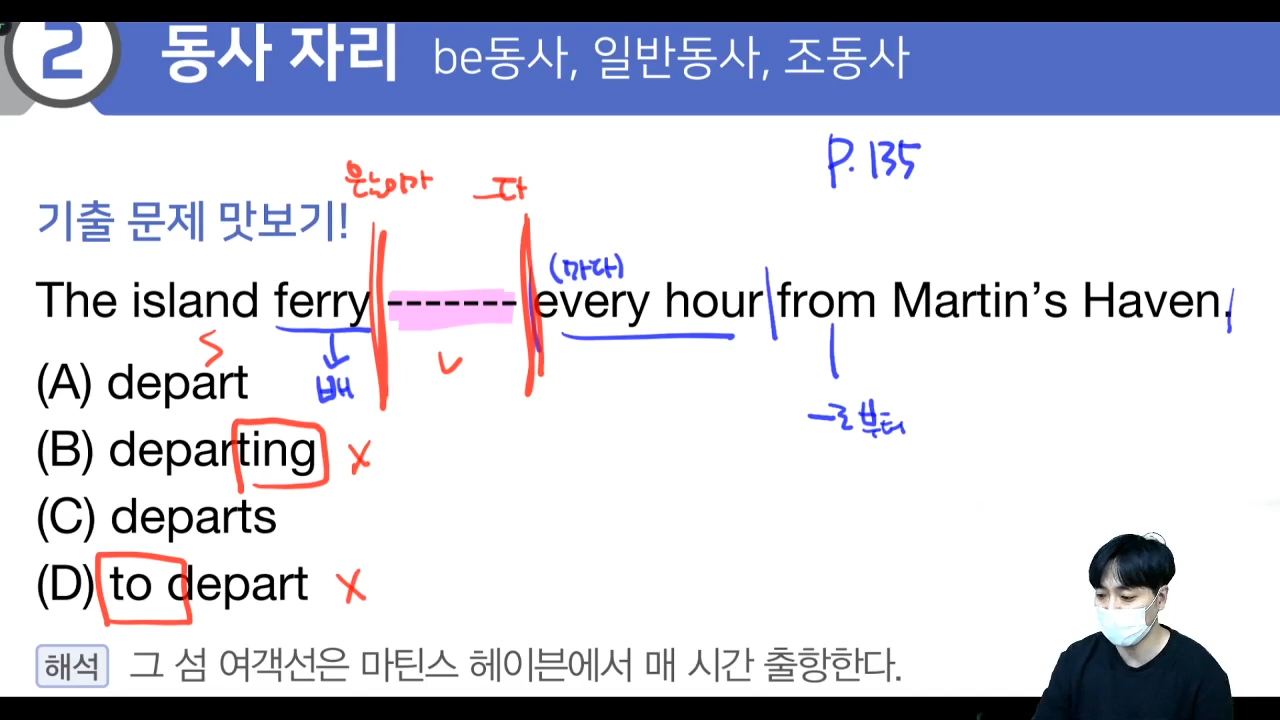 2 동사 자리 be동사, 일반동사, 조동사
P. 135
은는이가 ㅡ다
기출 문제 맛보기!
(마다)
The island ferry ------- every hour from Martin's Haven.
S V
(A) depart
배
ㅡ로부터
(B) departing X
(C) departs
(D) to depart X
해석 그 섬 여객선은 마틴스 헤이븐에서 매 시간 출항한다.